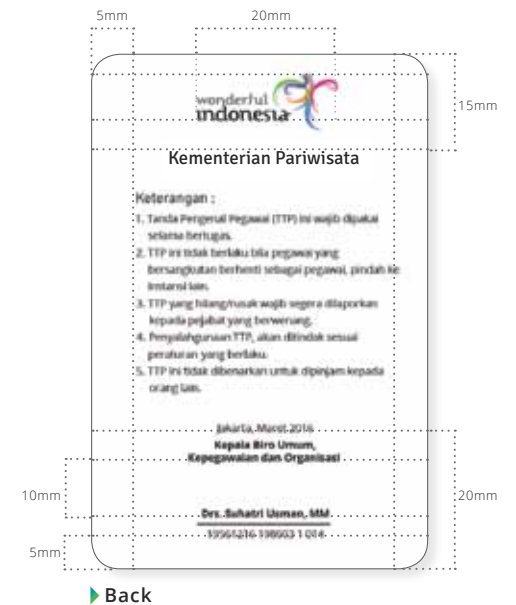 5mm
20mm
wonderful
indonesia
15mm
Kementerian Pariwisata
Keterangan :
1. Tanda Pengenal Pegawai (TTP) ini wajib dipakai
selama bertugas.
2. TTP ini tidak berlaku bila pegawai yang
bersangkutan berhenti sebagai pegawai, pindah ke
instansi lain.
3. TTP yang hilang/rusak wajib segera dilaporkan
kepada pejabat yang berwenang.
4. Penyalahgunaan TTP, akan ditindak sesuai
peraturan yang berlaku.
5. TTP ini tidak dibenarkan untuk dipinjam kepada
orang lain.
Jakarta, Maret 2016
Kepala Biro Umum,
Kepegawaian dan Organisasi
10mm
20mm
Drs. Suhatri Usman, MM
5mm
Back